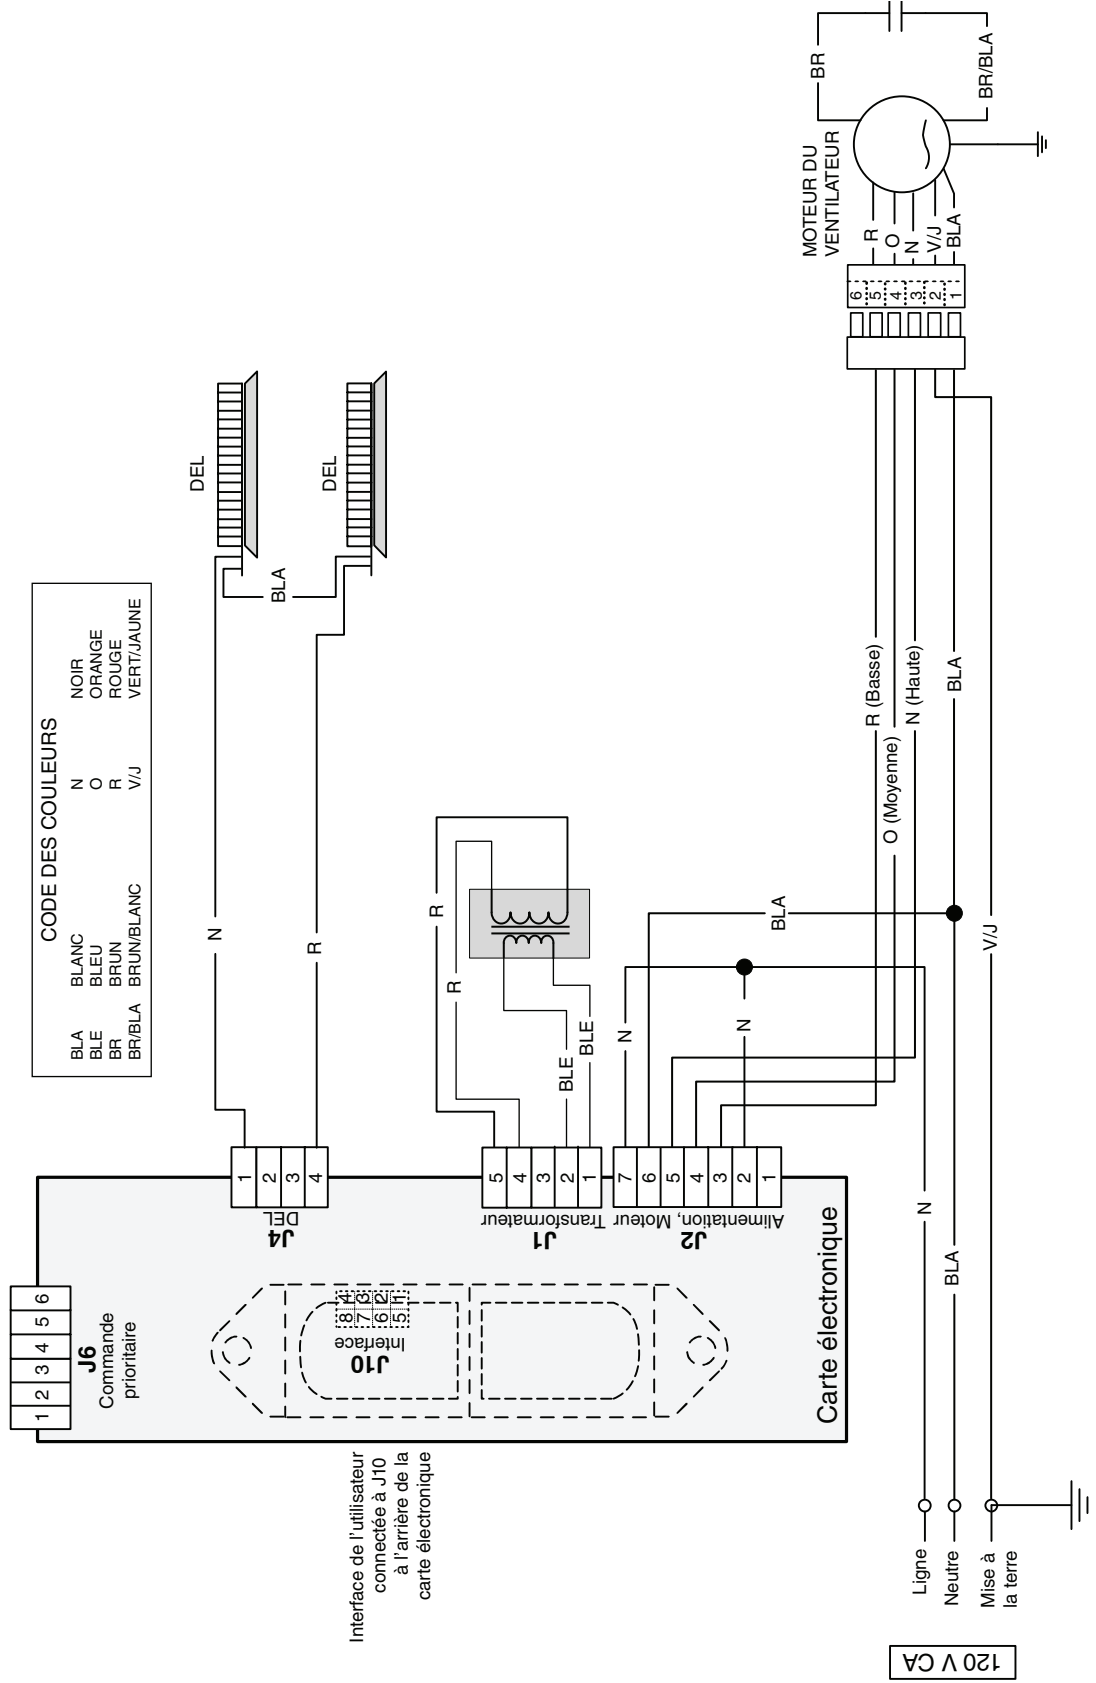 CODE DES COULEURS
BLA BLANC N NOIR
BLE BLEU O ORANGE
BR BRUN R ROUGE
BR/BLA BRUN/BLANC V/J VERT/JAUNE
J6
Commande
prioritaire
1 2 3 4 5 6
J4
DEL
1
2
3
4
N
R
DEL
BLA
DEL
J10
Interface
8 4
7 3
6 2
5 1
Interface de l'utilisateur
connectée à J10
à l'arrière de la
carte électronique
J1
Transformateur
5
4
3
2
1
R
R
BLE
BLE
J2
Alimentation, Moteur
7
6
5
4
3
2
1
N
N
BLA
Carte électronique
R (Basse)
O (Moyenne)
N (Haute)
BLA
V/J
N
BLA
Ligne
Neutre
Mise à
la terre
120 V CA
MOTEUR DU
VENTILATEUR
6
5
4
3
2
1
R
O
N
V/J
BLA
BR
BR/BLA